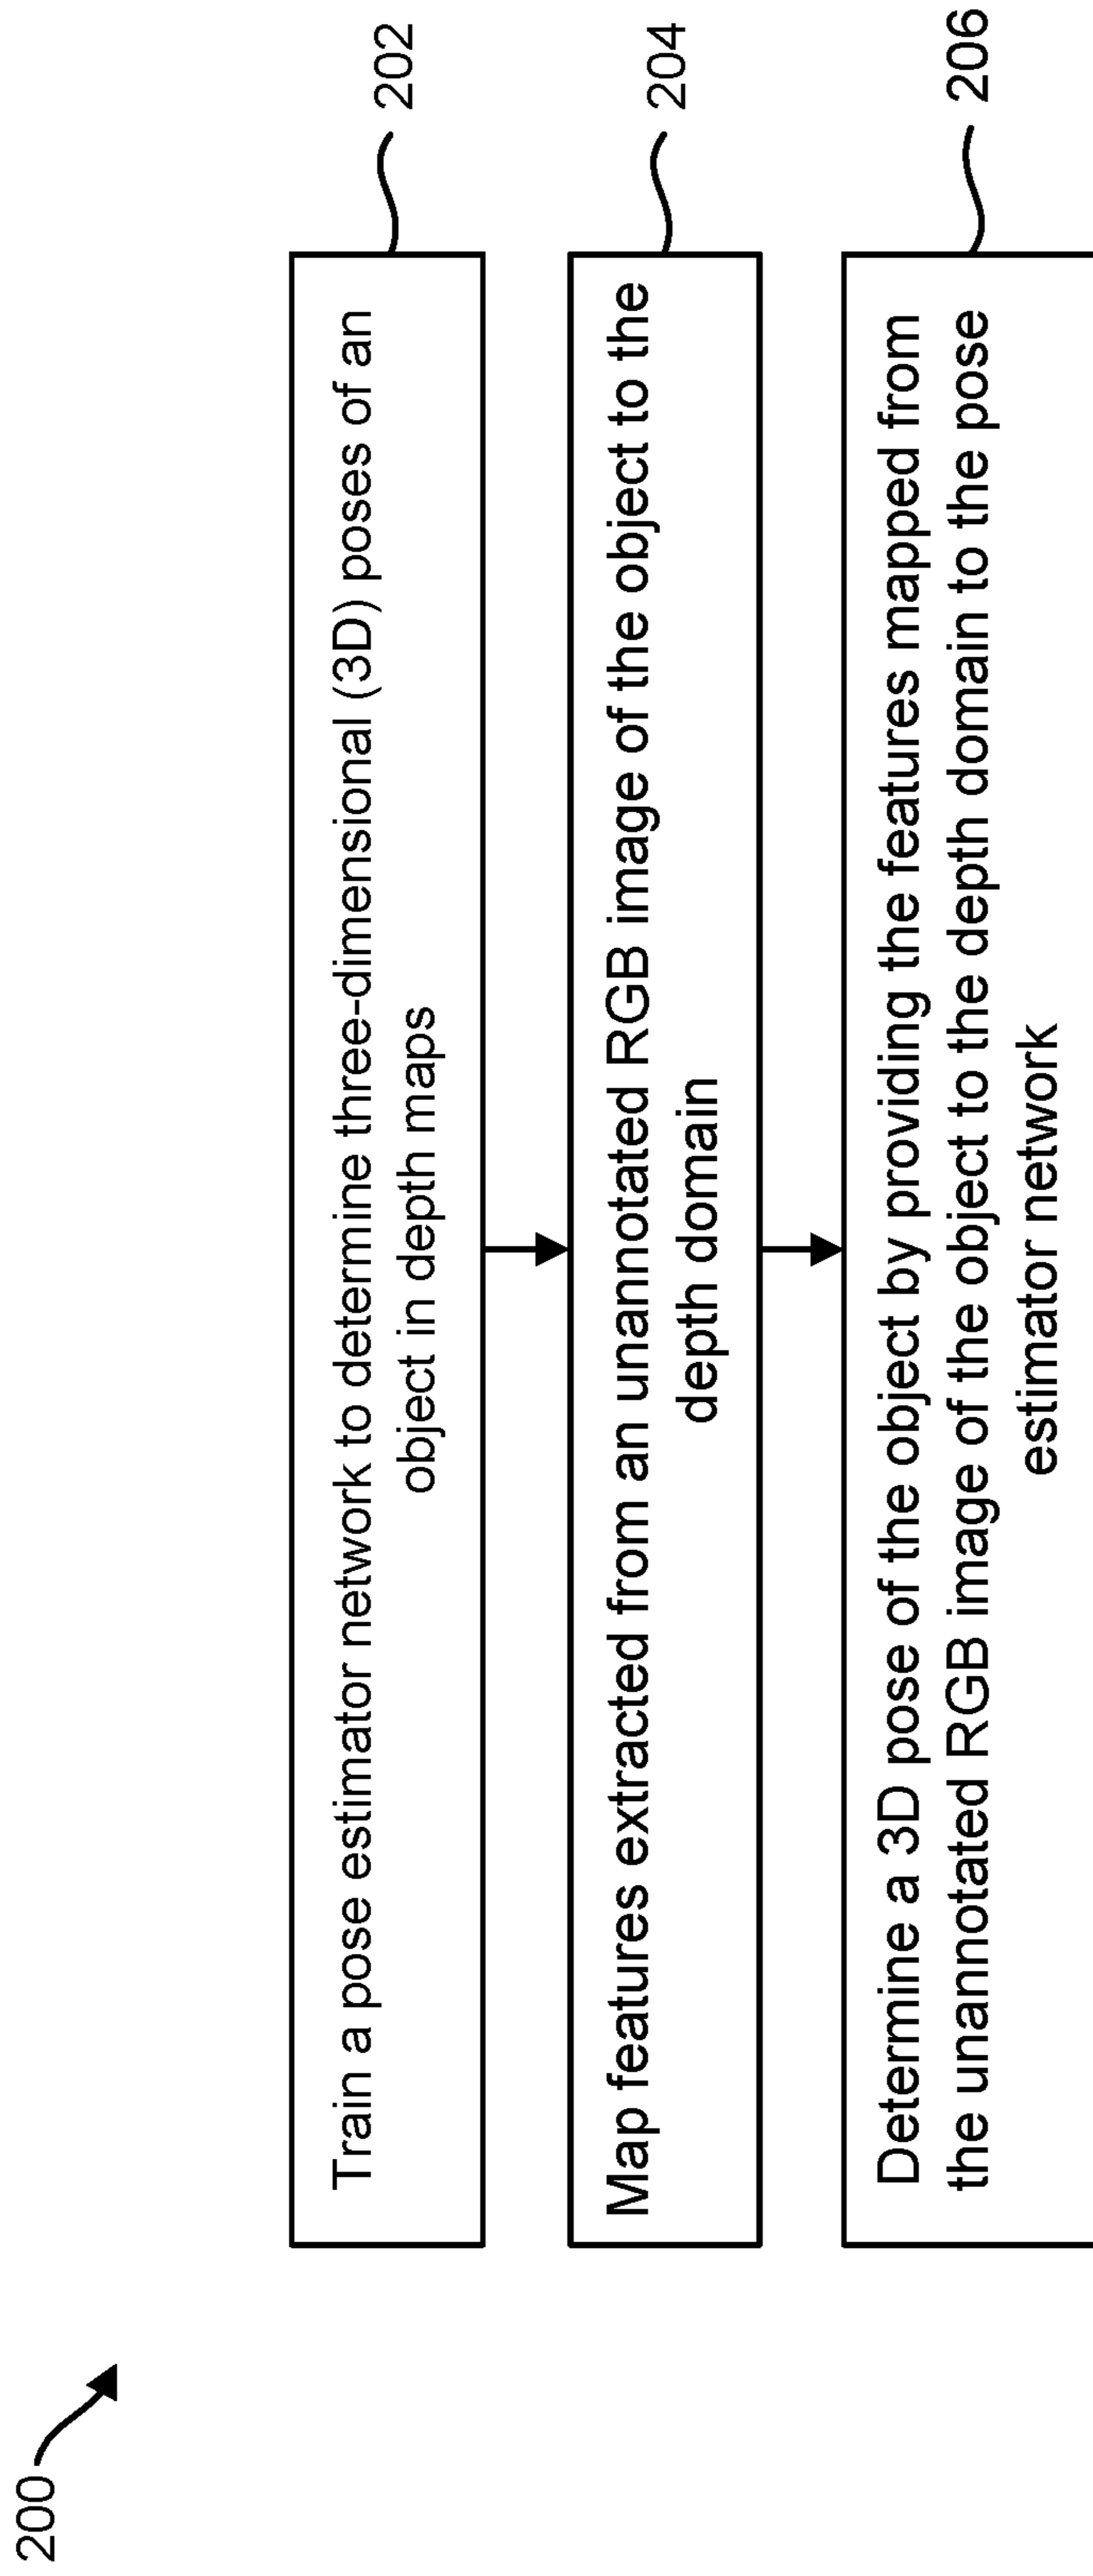 200
Train a pose estimator network to determine three-dimensional (3D) poses of an
object in depth maps
202
Map features extracted from an unannotated RGB image of the object to the
depth domain
204
Determine a 3D pose of the object by providing the features mapped from
the unannotated RGB image of the object to the depth domain to the pose
estimator network
206